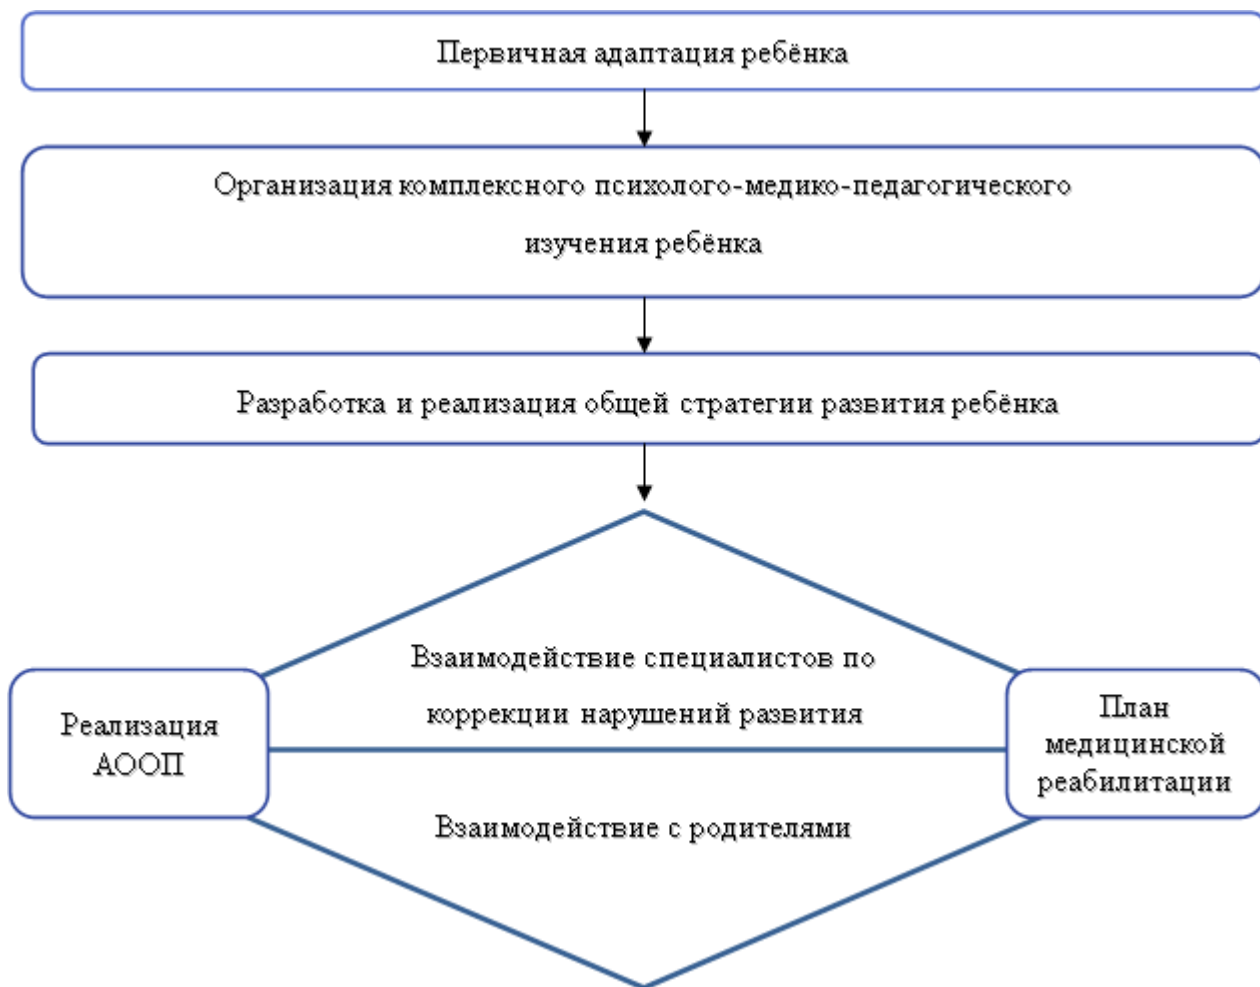 Первичная адаптация ребёнка
Организация комплексного психолого-медико-педагогического
изучения ребёнка
Разработка и реализация общей стратегии развития ребёнка
Взаимодействие специалистов по
коррекции нарушений развития
Реализация
АООП
План
медицинской
реабилитации
Взаимодействие с родителями